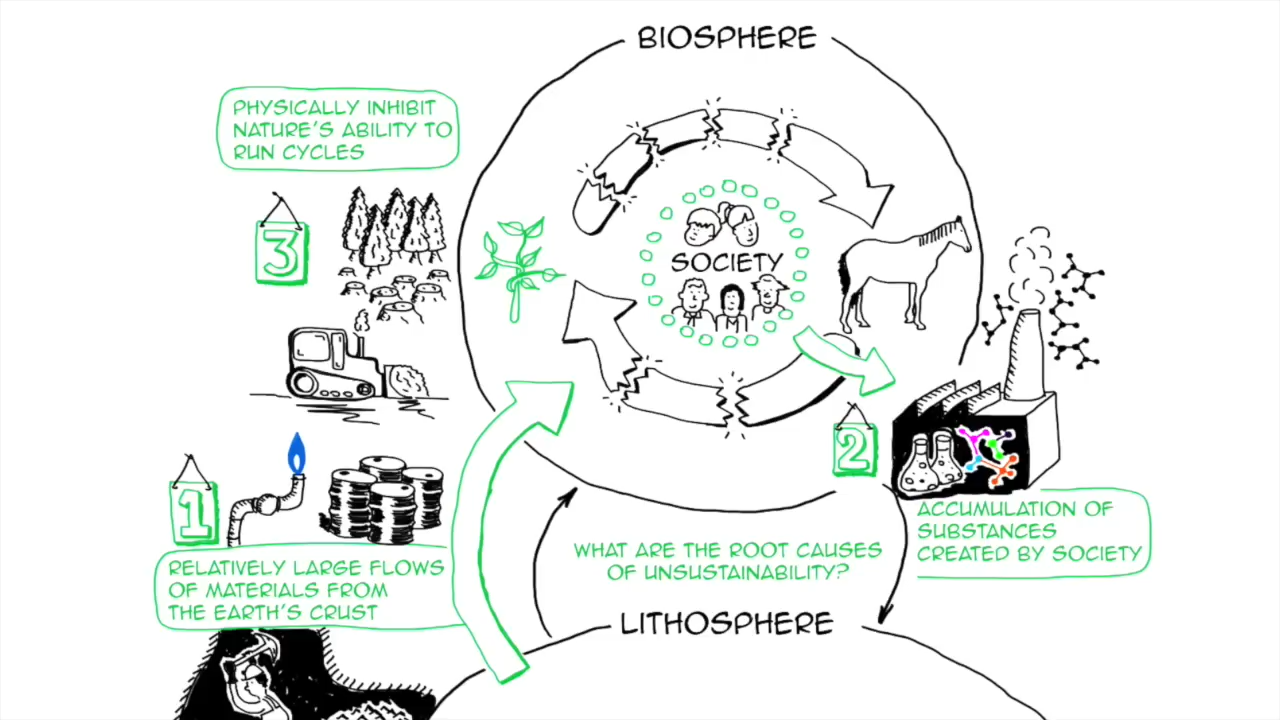 BIOSPHERE
PHYSICALLY INHIBIT
NATURE'S ABILITY TO
RUN CYCLES
3
SOCIETY
2
1
ACCUMULATION OF
SUBSTANCES
CREATED BY SOCIETY
WHAT ARE THE ROOT CAUSES
OF UNSUSTAINABILITY?
RELATIVELY LARGE FLOWS
OF MATERIALS FROM
THE EARTH'S CRUST
LITHOSPHERE